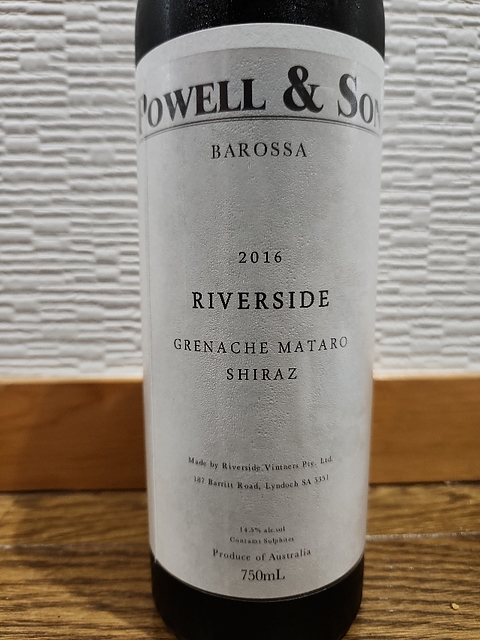 POWELL & SON
BAROSSA
2016
RIVERSIDE
GRENACHE MATARO
SHIRAZ
Made by Riverside Vintners Pty. Ltd.
187 Barritt Road, Lyndoch SA 5351
14.5% alc.vol
Contains Sulphites
Produce of Australia
750mL